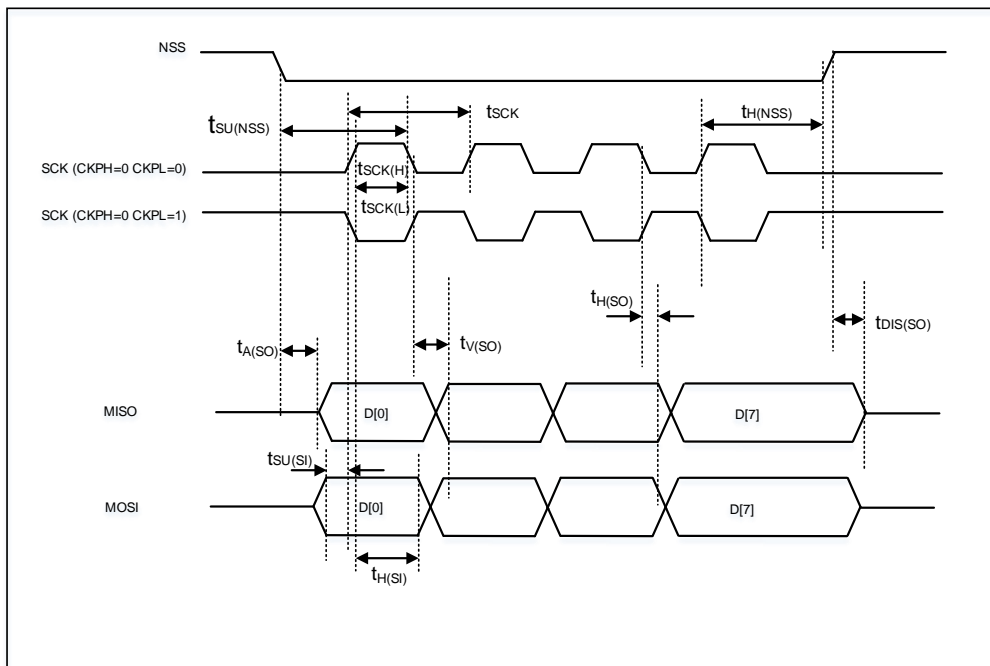 NSS
tSCK
tH(NSS)
tSU(NSS)
SCK (CKPH=0 CKPL=0)
tSCK(H)
tSCK(L)
SCK (CKPH=0 CKPL=1)
tH(SO)
tDIS(SO)
tA(SO)
tV(SO)
MISO
D[0]
D[7]
tSU(SI)
MOSI
D[0]
D[7]
tH(SI)